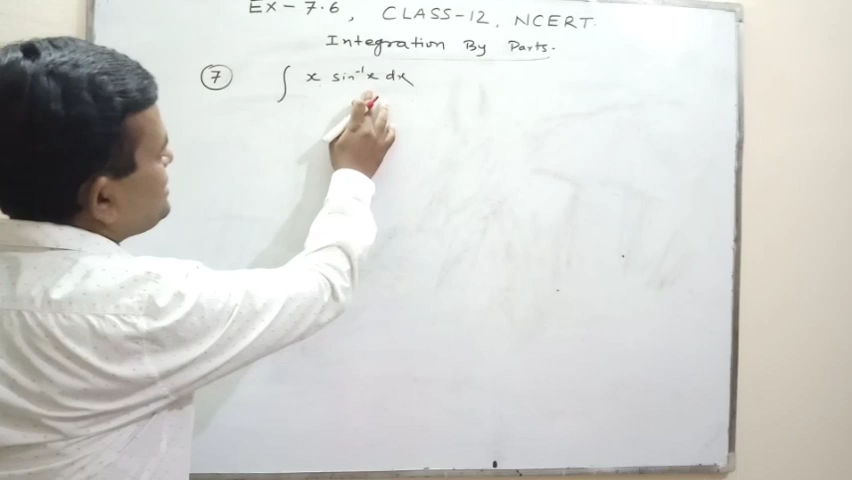 Ex - 7.6, CLASS-12, NCERT.
Integration By Parts.
7 ∫ x sin⁻¹x dx